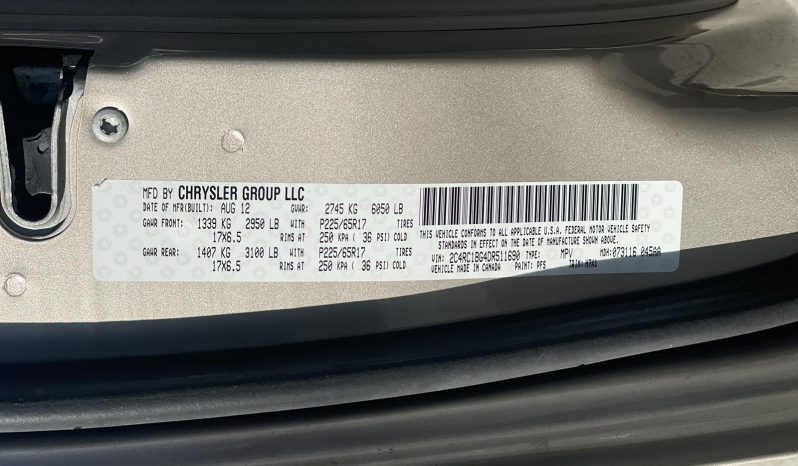 MFD BY CHRYSLER GROUP LLC
DATE OF MFR(BUILT): AUG 12 GVWR: 2745 KG 6050 LB
GAWR FRONT: 1339 KG 2950 LB WITH P225/65R17 TIRES
17X6.5 RIMS AT 250 KPA ( 36 PSI) COLD
GAWR REAR: 1407 KG 3100 LB WITH P225/65R17 TIRES
17X6.5 RIMS AT 250 KPA ( 36 PSI) COLD
THIS VEHICLE CONFORMS TO ALL APPLICABLE U.S.A. FEDERAL MOTOR VEHICLE SAFETY
STANDARDS IN EFFECT ON THE DATE OF MANUFACTURE SHOWN ABOVE.
VIN: 2C4RC1BG4DR511690 TYPE: MPV MDH: 073116 045AA
VEHICLE MADE IN CANADA PAINT: PFS TRIM: